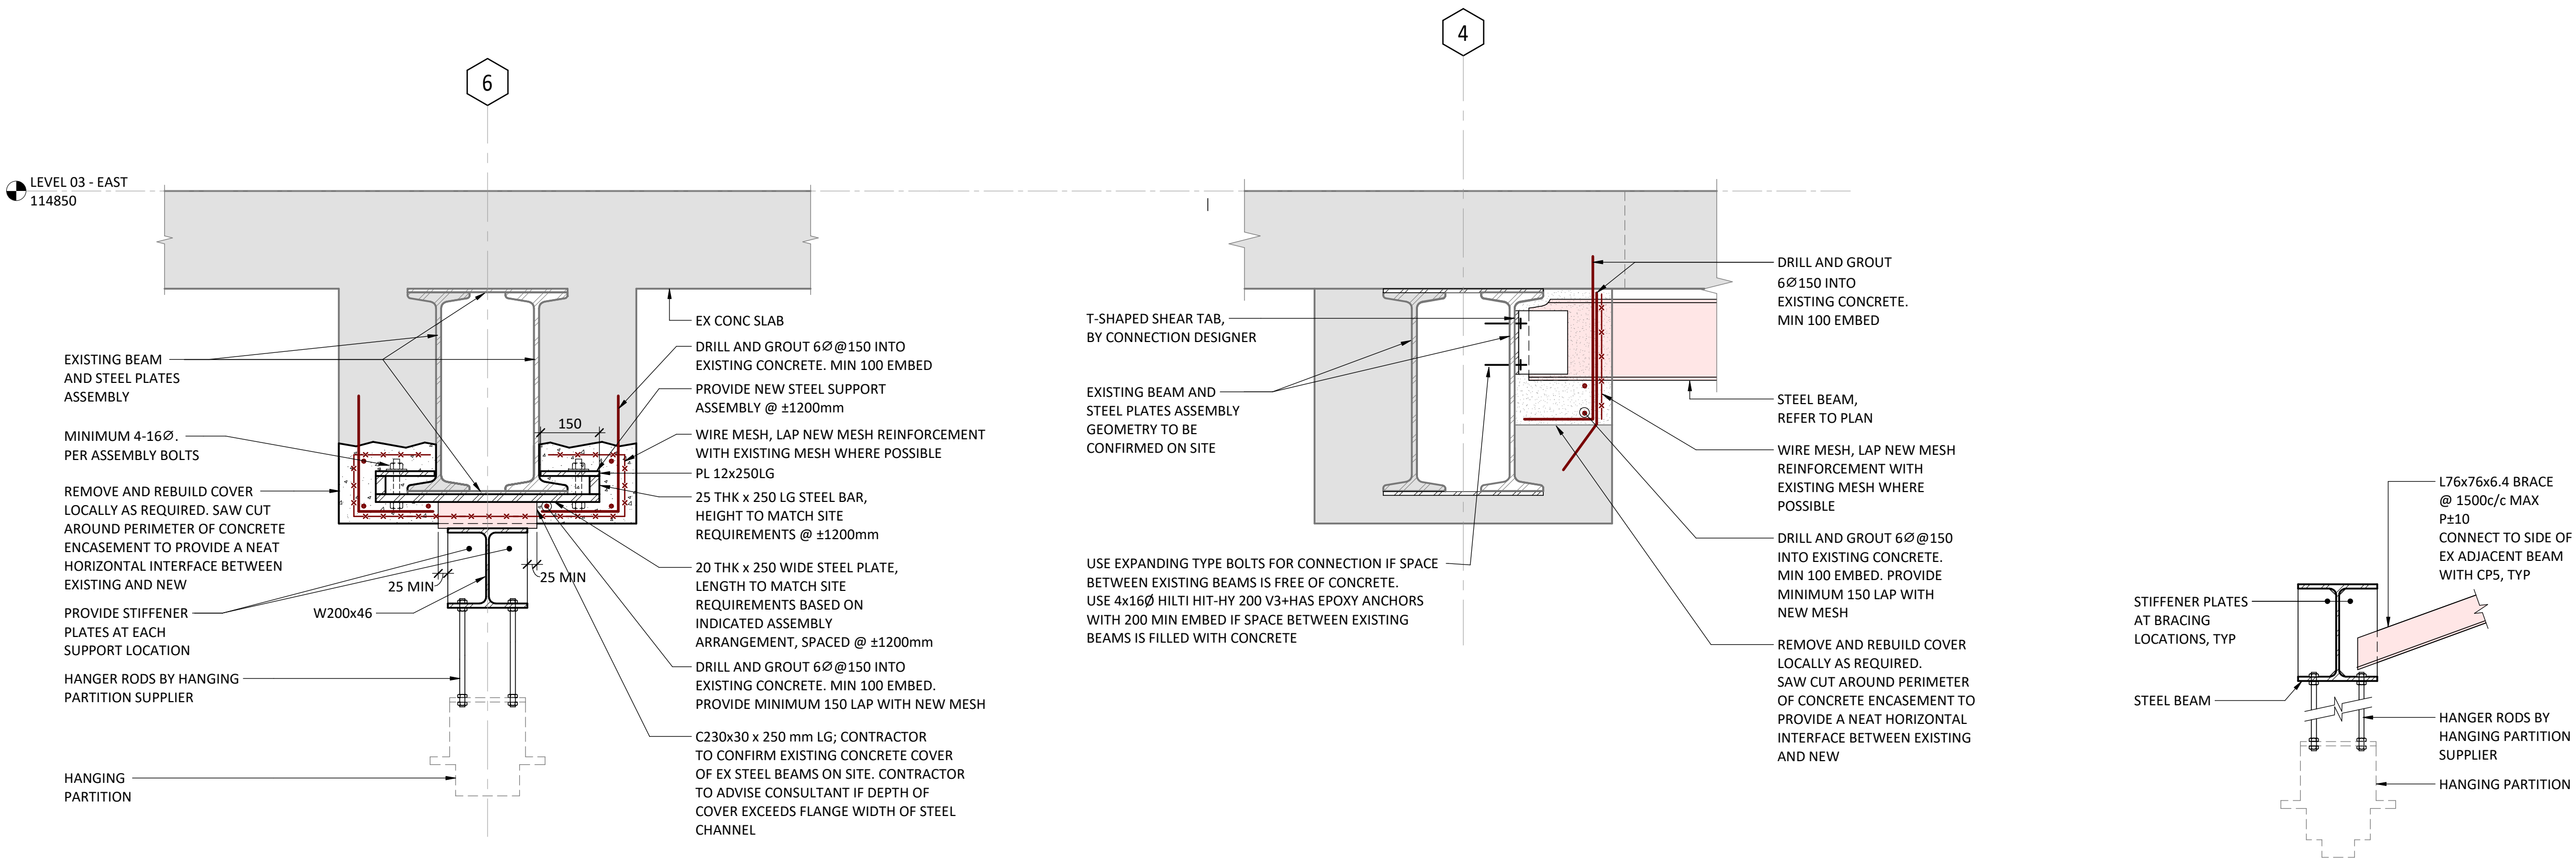 6
LEVEL 03 - EAST
114850
EXISTING BEAM
AND STEEL PLATES
ASSEMBLY
MINIMUM 4-16Ø.
PER ASSEMBLY BOLTS
REMOVE AND REBUILD COVER
LOCALLY AS REQUIRED. SAW CUT
AROUND PERIMETER OF CONCRETE
ENCASEMENT TO PROVIDE A NEAT
HORIZONTAL INTERFACE BETWEEN
EXISTING AND NEW
PROVIDE STIFFENER
PLATES AT EACH
SUPPORT LOCATION
HANGER RODS BY HANGING
PARTITION SUPPLIER
HANGING
PARTITION
150
25 MIN
25 MIN
W200x46
EX CONC SLAB
DRILL AND GROUT 6Ø@150 INTO
EXISTING CONCRETE. MIN 100 EMBED
PROVIDE NEW STEEL SUPPORT
ASSEMBLY @ ±1200mm
WIRE MESH, LAP NEW MESH REINFORCEMENT
WITH EXISTING MESH WHERE POSSIBLE
PL 12x250LG
25 THK x 250 LG STEEL BAR,
HEIGHT TO MATCH SITE
REQUIREMENTS @ ±1200mm
20 THK x 250 WIDE STEEL PLATE,
LENGTH TO MATCH SITE
REQUIREMENTS BASED ON
INDICATED ASSEMBLY
ARRANGEMENT, SPACED @ ±1200mm
DRILL AND GROUT 6Ø@150 INTO
EXISTING CONCRETE. MIN 100 EMBED.
PROVIDE MINIMUM 150 LAP WITH NEW MESH
C230x30 x 250 mm LG; CONTRACTOR
TO CONFIRM EXISTING CONCRETE COVER
OF EX STEEL BEAMS ON SITE. CONTRACTOR
TO ADVISE CONSULTANT IF DEPTH OF
COVER EXCEEDS FLANGE WIDTH OF STEEL
CHANNEL
4
T-SHAPED SHEAR TAB,
BY CONNECTION DESIGNER
EXISTING BEAM AND
STEEL PLATES ASSEMBLY
GEOMETRY TO BE
CONFIRMED ON SITE
USE EXPANDING TYPE BOLTS FOR CONNECTION IF SPACE
BETWEEN EXISTING BEAMS IS FREE OF CONCRETE.
USE 4x16Ø HILTI HIT-HY 200 V3+HAS EPOXY ANCHORS
WITH 200 MIN EMBED IF SPACE BETWEEN EXISTING
BEAMS IS FILLED WITH CONCRETE
DRILL AND GROUT
6Ø150 INTO
EXISTING CONCRETE.
MIN 100 EMBED
STEEL BEAM,
REFER TO PLAN
WIRE MESH, LAP NEW MESH
REINFORCEMENT WITH
EXISTING MESH WHERE
POSSIBLE
DRILL AND GROUT 6Ø@150
INTO EXISTING CONCRETE.
MIN 100 EMBED. PROVIDE
MINIMUM 150 LAP WITH
NEW MESH
REMOVE AND REBUILD COVER
LOCALLY AS REQUIRED.
SAW CUT AROUND PERIMETER
OF CONCRETE ENCASEMENT TO
PROVIDE A NEAT HORIZONTAL
INTERFACE BETWEEN EXISTING
AND NEW
STIFFENER PLATES
AT BRACING
LOCATIONS, TYP
STEEL BEAM
L76x76x6.4 BRACE
@ 1500c/c MAX
P±10
CONNECT TO SIDE OF
EX ADJACENT BEAM
WITH CP5, TYP
HANGER RODS BY
HANGING PARTITION
SUPPLIER
HANGING PARTITION